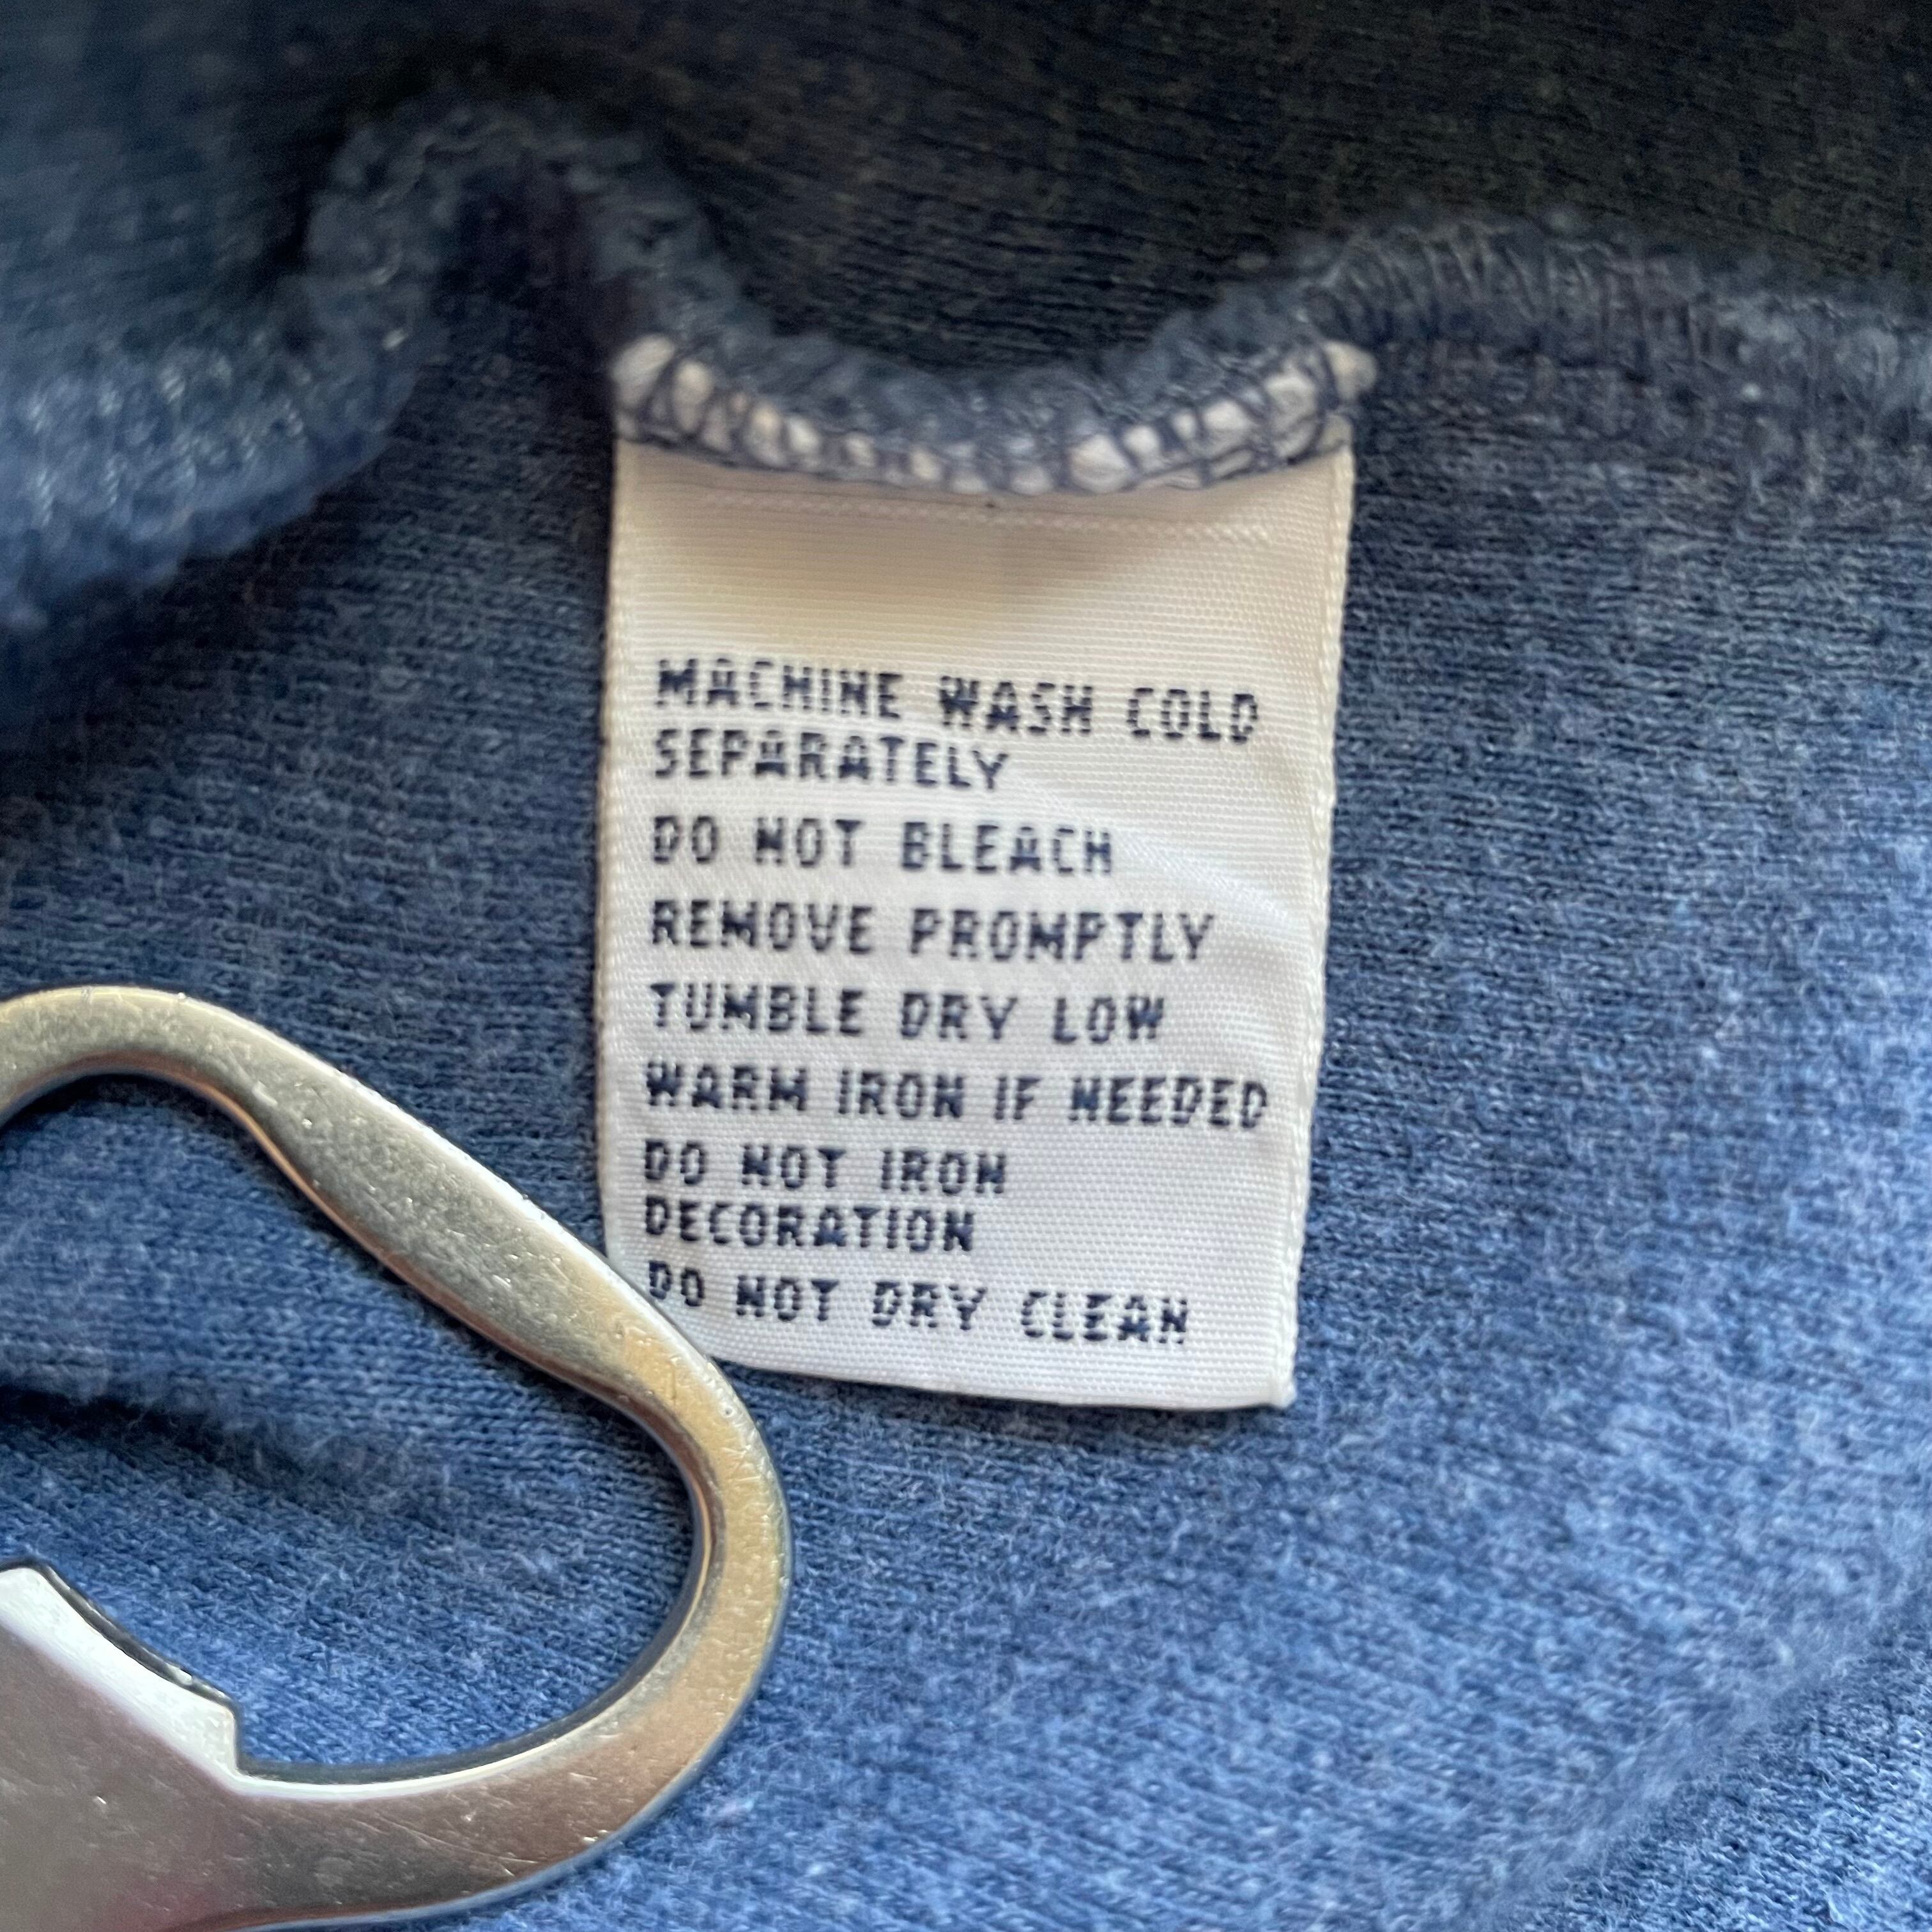 MACHINE WASH COLD
SEPARATELY
DO NOT BLEACH
REMOVE PROMPTLY
TUMBLE DRY LOW
WARM IRON IF NEEDED
DO NOT IRON
DECORATION
DO NOT DRY CLEAN